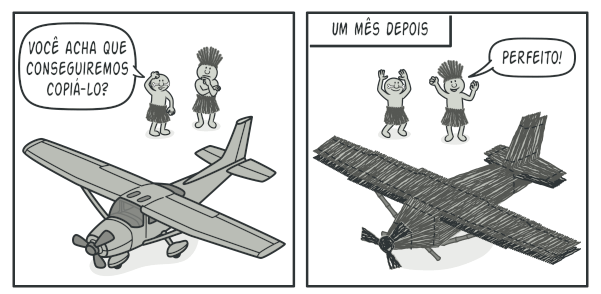 VOCÊ ACHA QUE
CONSEGUIREMOS
COPIÁ-LO?
UM MÊS DEPOIS
PERFEITO!